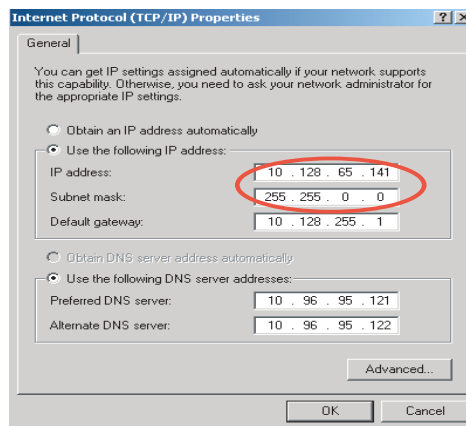 Internet Protocol (TCP/IP) Properties
General
You can get IP settings assigned automatically if your network supports
this capability. Otherwise, you need to ask your network administrator for
the appropriate IP settings.
Obtain an IP address automatically
Use the following IP address:
IP address: 10 . 128 . 65 . 141
Subnet mask: 255 . 255 . 0 . 0
Default gateway: 10 . 128 . 255 . 1
Obtain DNS server address automatically
Use the following DNS server addresses:
Preferred DNS server: 10 . 96 . 95 . 121
Alternate DNS server: 10 . 96 . 95 . 122
Advanced...
OK Cancel